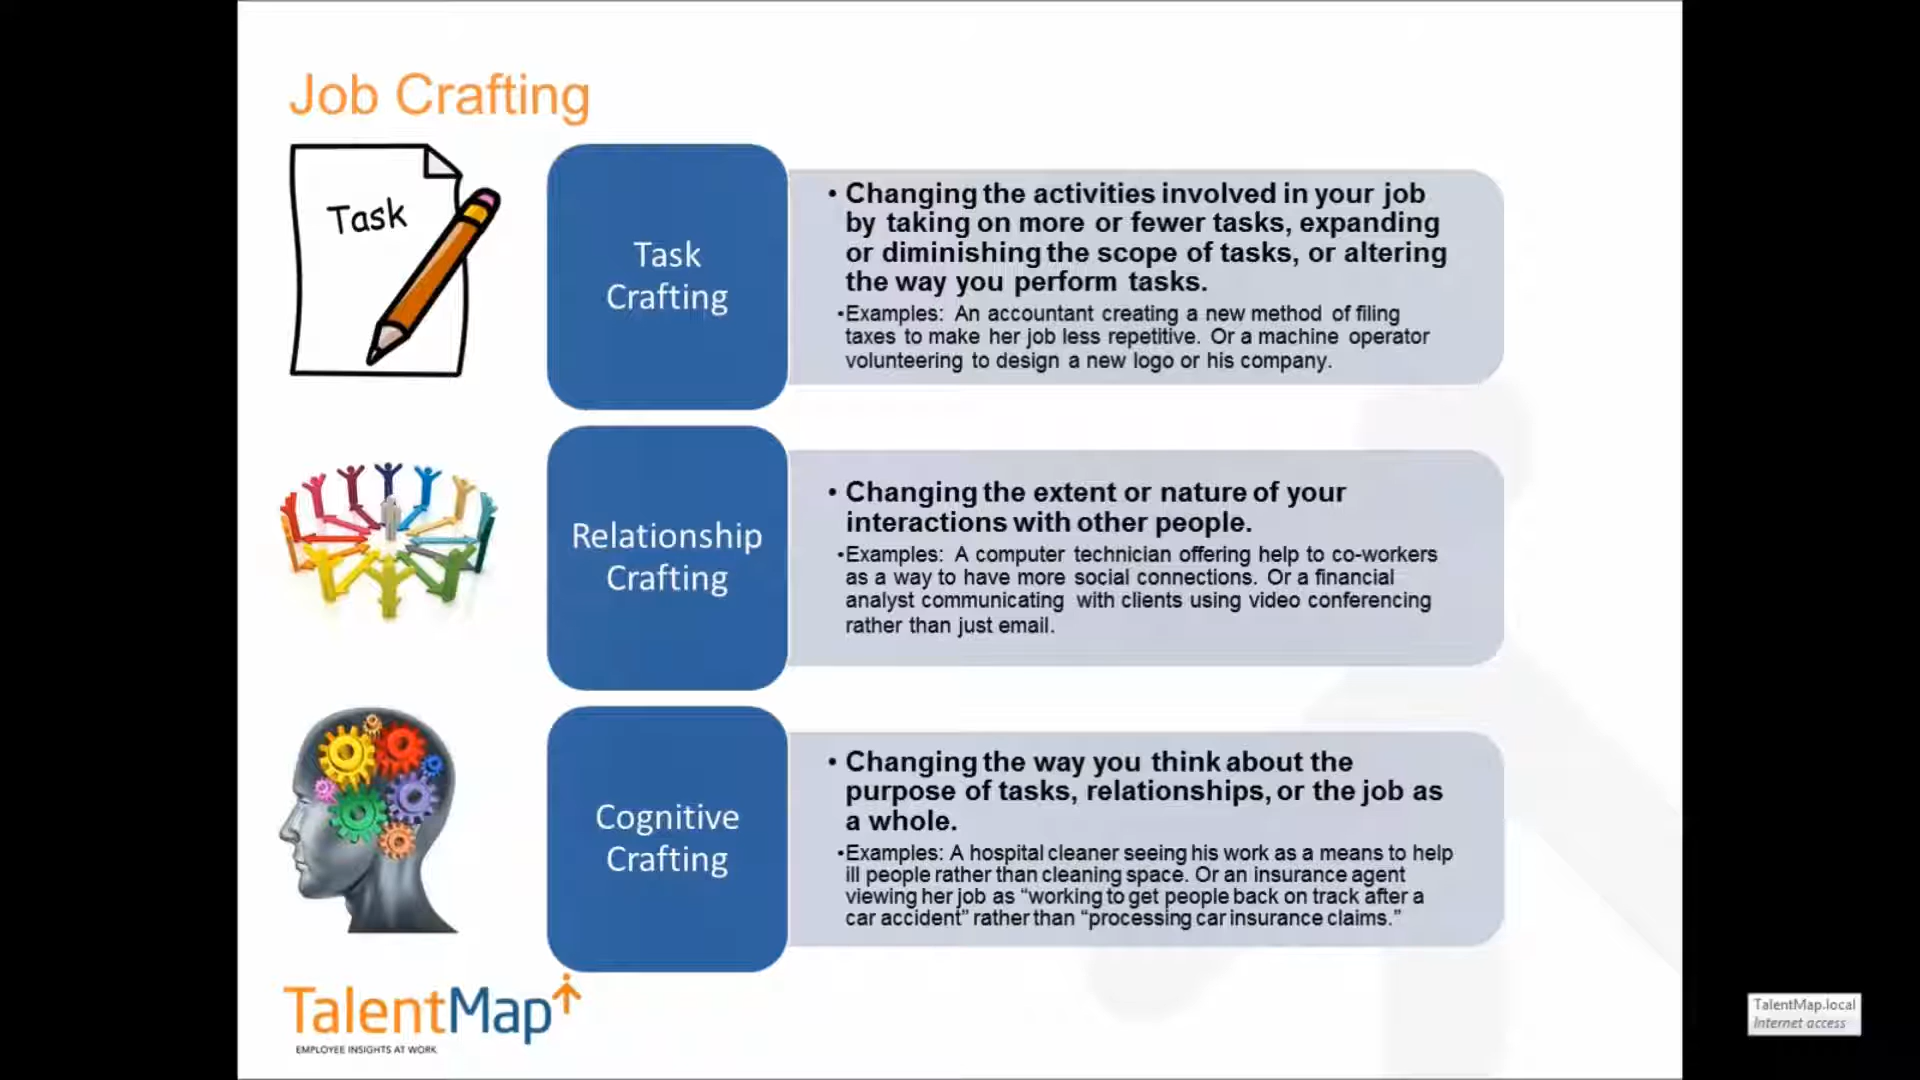 Job Crafting
Task
Task
Crafting
• Changing the activities involved in your job
by taking on more or fewer tasks, expanding
or diminishing the scope of tasks, or altering
the way you perform tasks.
•Examples: An accountant creating a new method of filing
taxes to make her job less repetitive. Or a machine operator
volunteering to design a new logo or his company.
Relationship
Crafting
• Changing the extent or nature of your
interactions with other people.
•Examples: A computer technician offering help to co-workers
as a way to have more social connections. Or a financial
analyst communicating with clients using video conferencing
rather than just email.
Cognitive
Crafting
• Changing the way you think about the
purpose of tasks, relationships, or the job as
a whole.
•Examples: A hospital cleaner seeing his work as a means to help
ill people rather than cleaning space. Or an insurance agent
viewing her job as “working to get people back on track after a
car accident” rather than “processing car insurance claims.”
TalentMap
EMPLOYEE INSIGHTS AT WORK
TalentMap.local
Internet access